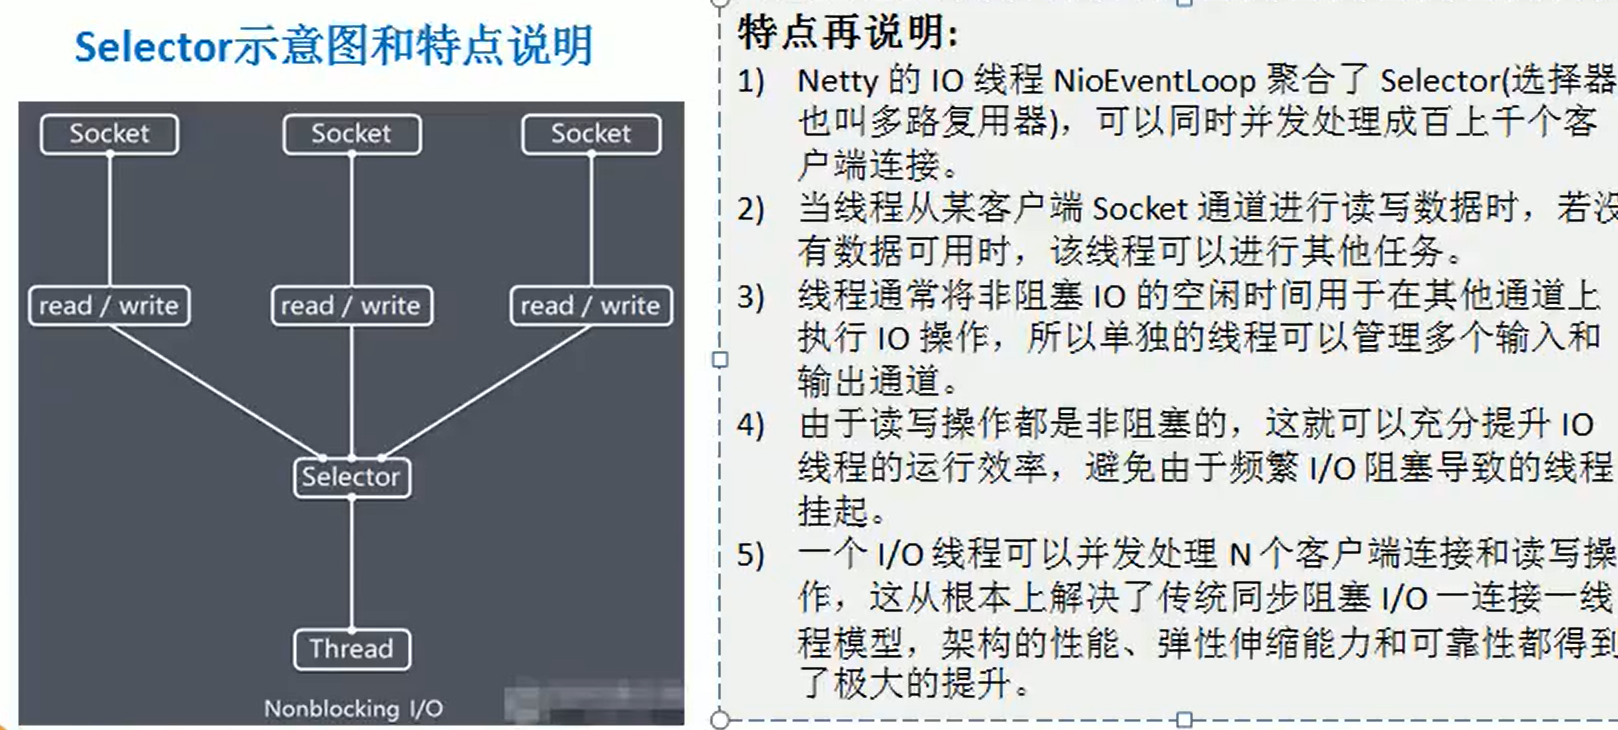 Selector示意图和特点说明
Socket Socket Socket
read / write read / write read / write
Selector
Thread
Nonblocking I/O
特点再说明:
1) Netty 的 IO 线程 NioEventLoop 聚合了 Selector(选择器
也叫多路复用器)，可以同时并发处理成百上千个客
户端连接。
2) 当线程从某客户端 Socket 通道进行读写数据时，若没
有数据可用时，该线程可以进行其他任务。
3) 线程通常将非阻塞 IO 的空闲时间用于在其他通道上
执行 IO 操作，所以单独的线程可以管理多个输入和
输出通道。
4) 由于读写操作都是非阻塞的，这就可以充分提升 IO
线程的运行效率，避免由于频繁 I/O 阻塞导致的线程
挂起。
5) 一个 I/O 线程可以并发处理 N 个客户端连接和读写操
作，这从根本上解决了传统同步阻塞 I/O 一连接一线
程模型，架构的性能、弹性伸缩能力和可靠性都得到
了极大的提升。